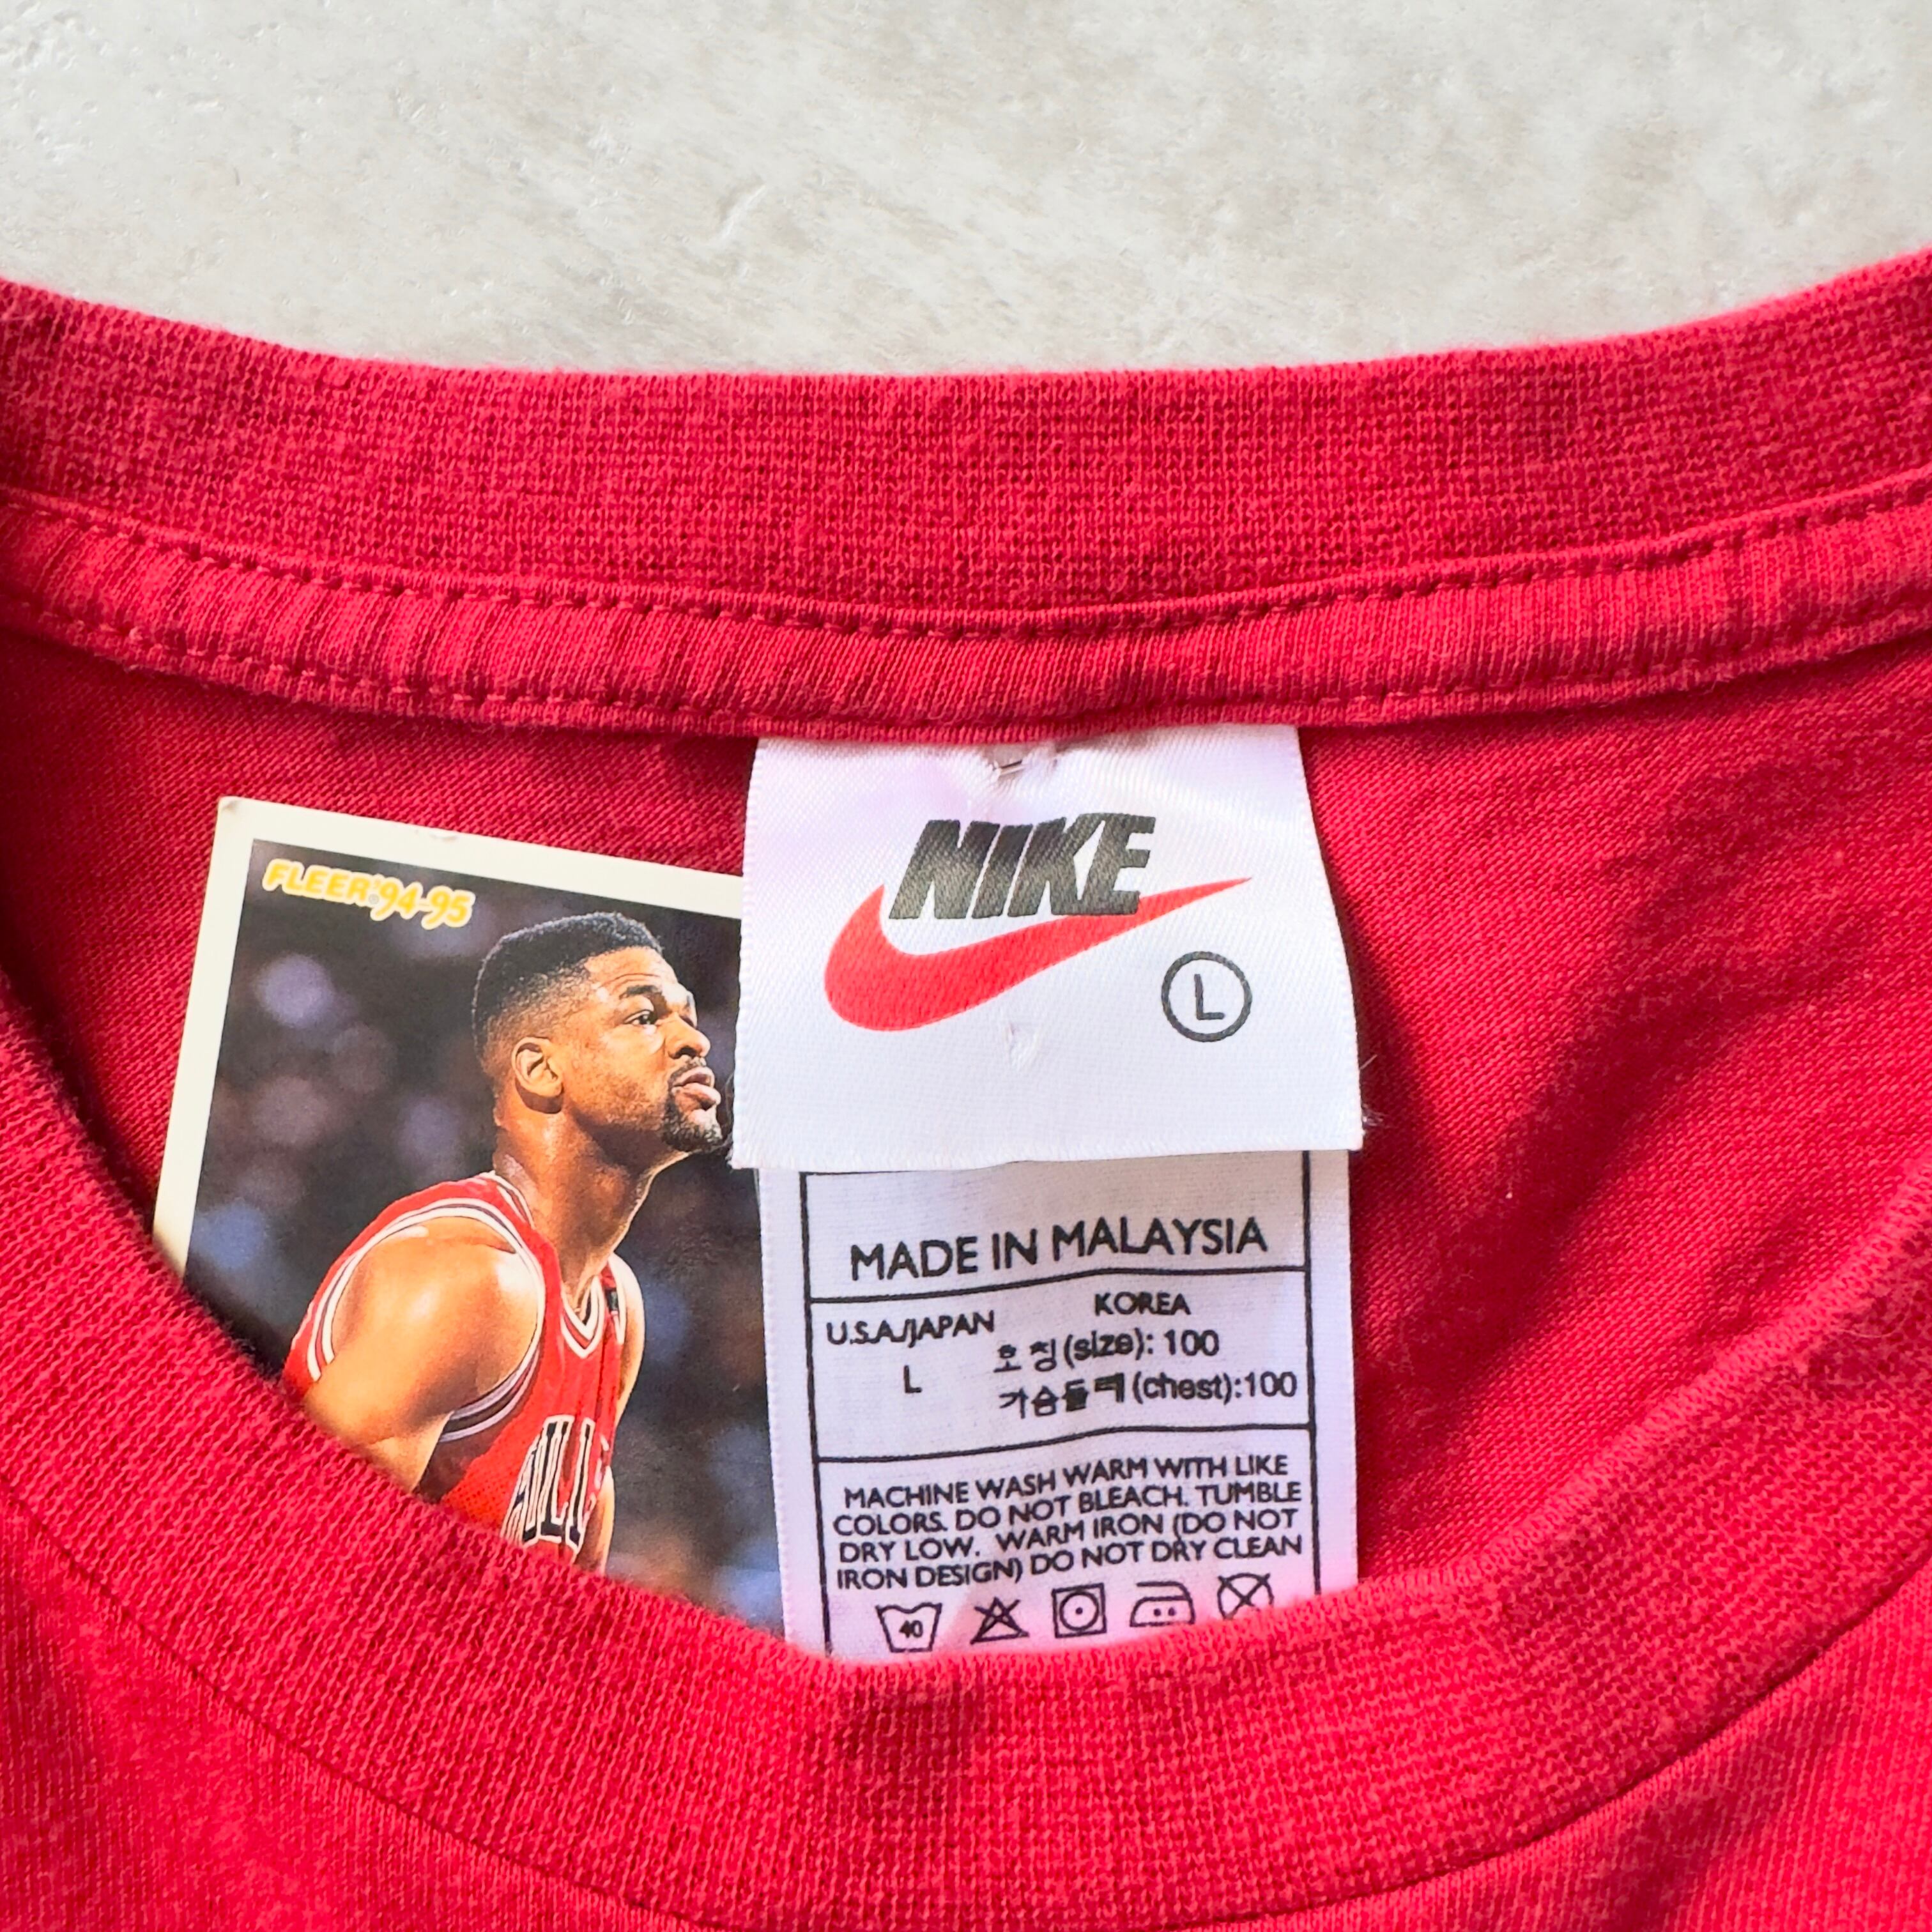 FLEER®'94-95
BULL
NIKE
L
MADE IN MALAYSIA
U.S.A./JAPAN
L
KOREA
호칭(size): 100
가슴둘레(chest):100
MACHINE WASH WARM WITH LIKE
COLORS. DO NOT BLEACH. TUMBLE
DRY LOW. WARM IRON (DO NOT
IRON DESIGN) DO NOT DRY CLEAN
40